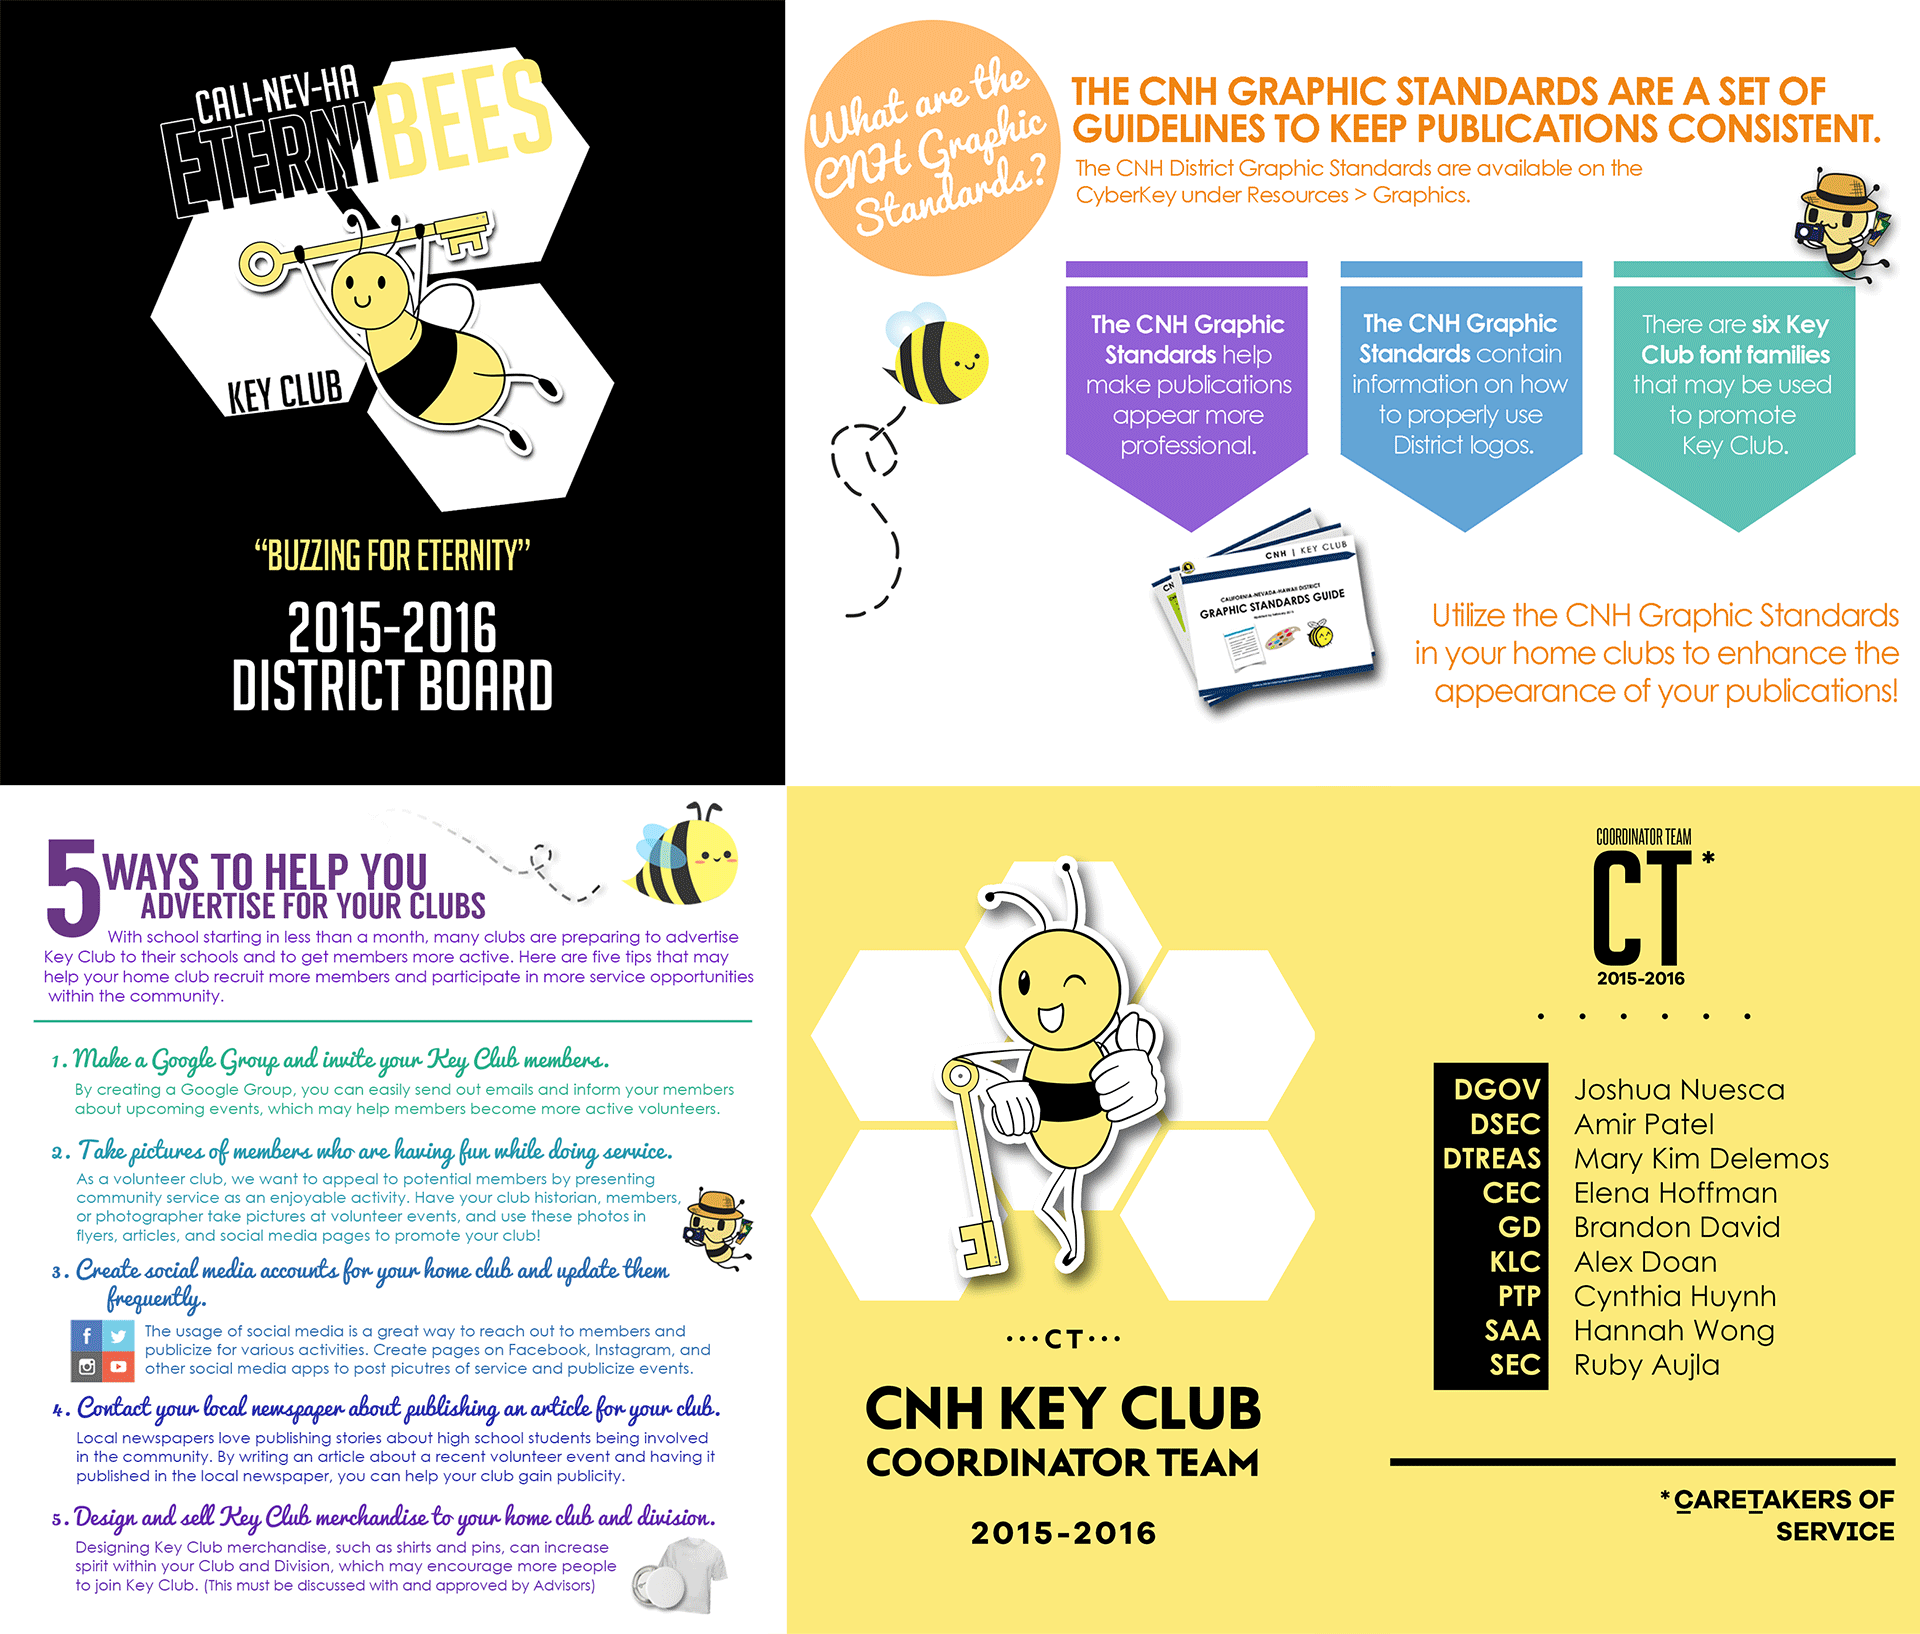 CALI-NEV-HA
ETERNIBEES
KEY CLUB
“BUZZING FOR ETERNITY”
2015-2016
DISTRICT BOARD
What are the
CNH Graphic
Standards?
THE CNH GRAPHIC STANDARDS ARE A SET OF
GUIDELINES TO KEEP PUBLICATIONS CONSISTENT.
The CNH District Graphic Standards are available on the
CyberKey under Resources > Graphics.
The CNH Graphic
Standards help
make publications
appear more
professional.
The CNH Graphic
Standards contain
information on how
to properly use
District logos.
There are six Key
Club font families
that may be used
to promote
Key Club.
CNH | KEY CLUB
CALIFORNIA-NEVADA-HAWAII DISTRICT
GRAPHIC STANDARDS GUIDE
Utilize the CNH Graphic Standards
in your home clubs to enhance the
appearance of your publications!
5 WAYS TO HELP YOU
ADVERTISE FOR YOUR CLUBS
With school starting in less than a month, many clubs are preparing to advertise
Key Club to their schools and to get members more active. Here are five tips that may
help your home club recruit more members and participate in more service opportunities
within the community.
1. Make a Google Group and invite your Key Club members.
By creating a Google Group, you can easily send out emails and inform your members
about upcoming events, which may help members become more active volunteers.
2. Take pictures of members who are having fun while doing service.
As a volunteer club, we want to appeal to potential members by presenting
community service as an enjoyable activity. Have your club historian, members,
or photographer take pictures at volunteer events, and use these photos in
flyers, articles, and social media pages to promote your club!
3. Create social media accounts for your home club and update them
frequently.
The usage of social media is a great way to reach out to members and
publicize for various activities. Create pages on Facebook, Instagram, and
other social media apps to post picutres of service and publicize events.
4. Contact your local newspaper about publishing an article for your club.
Local newspapers love publishing stories about high school students being involved
in the community. By writing an article about a recent volunteer event and having it
published in the local newspaper, you can help your club gain publicity.
5. Design and sell Key Club merchandise to your home club and division.
Designing Key Club merchandise, such as shirts and pins, can increase
spirit within your Club and Division, which may encourage more people
to join Key Club. (This must be discussed with and approved by Advisors)
···CT···
CNH KEY CLUB
COORDINATOR TEAM
2015-2016
COORDINATOR TEAM
CT*
2015-2016
DGOV Joshua Nuesca
DSEC Amir Patel
DTREAS Mary Kim Delemos
CEC Elena Hoffman
GD Brandon David
KLC Alex Doan
PTP Cynthia Huynh
SAA Hannah Wong
SEC Ruby Aujla
*CARETAKERS OF
SERVICE